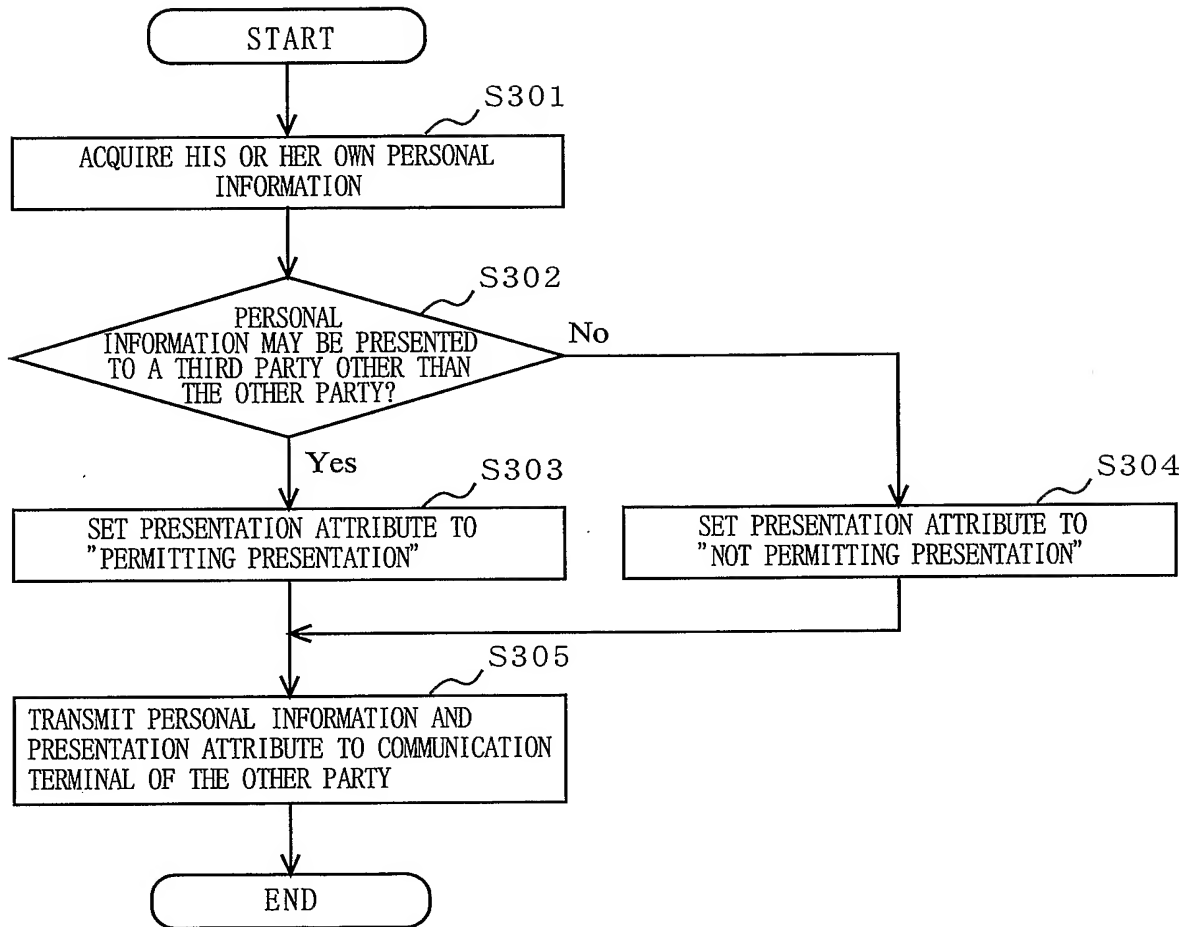 START
S301
ACQUIRE HIS OR HER OWN PERSONAL
INFORMATION
S302
PERSONAL
INFORMATION MAY BE PRESENTED
TO A THIRD PARTY OTHER THAN
THE OTHER PARTY?
No
Yes
S303
SET PRESENTATION ATTRIBUTE TO
"PERMITTING PRESENTATION"
S304
SET PRESENTATION ATTRIBUTE TO
"NOT PERMITTING PRESENTATION"
S305
TRANSMIT PERSONAL INFORMATION AND
PRESENTATION ATTRIBUTE TO COMMUNICATION
TERMINAL OF THE OTHER PARTY
END